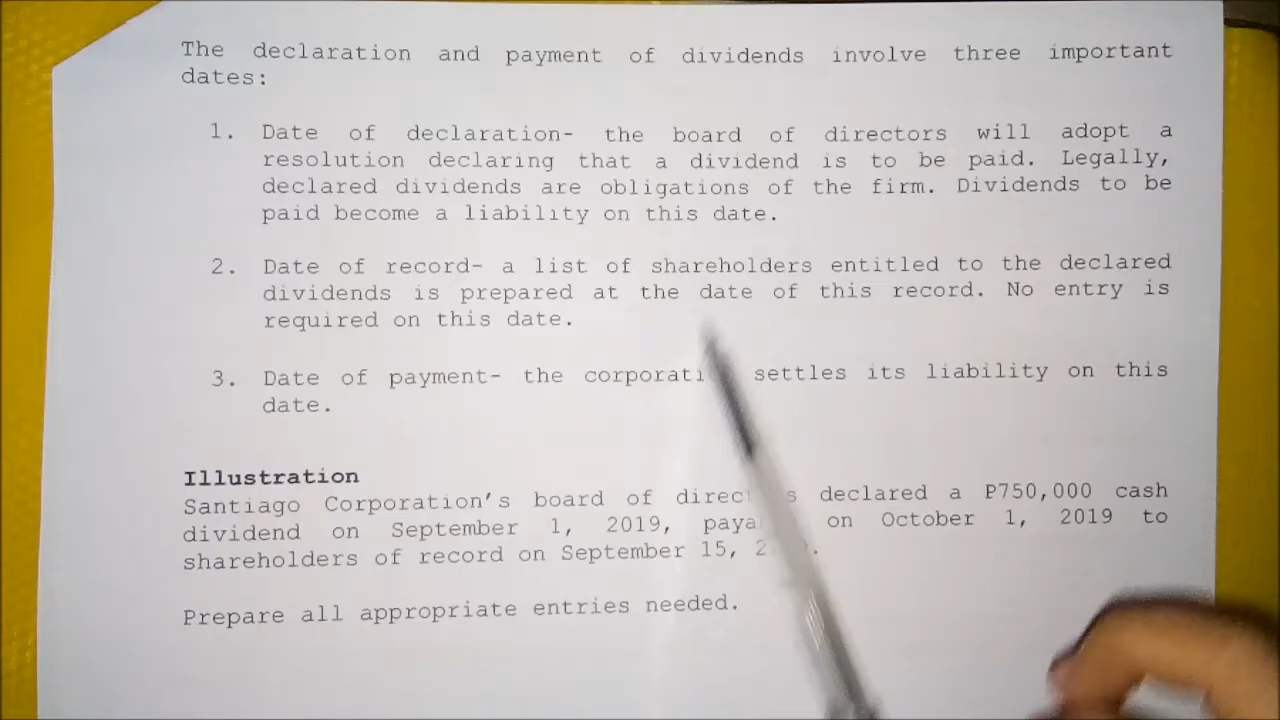 The declaration and payment of dividends involve three important
dates:
1. Date of declaration- the board of directors will adopt a
resolution declaring that a dividend is to be paid. Legally,
declared dividends are obligations of the firm. Dividends to be
paid become a liability on this date.
2. Date of record- a list of shareholders entitled to the declared
dividends is prepared at the date of this record. No entry is
required on this date.
3. Date of payment- the corporati settles its liability on this
date.
Illustration
Santiago Corporation's board of direc s declared a P750,000 cash
dividend on September 1, 2019, paya on October 1, 2019 to
shareholders of record on September 15, 2 .
Prepare all appropriate entries needed.